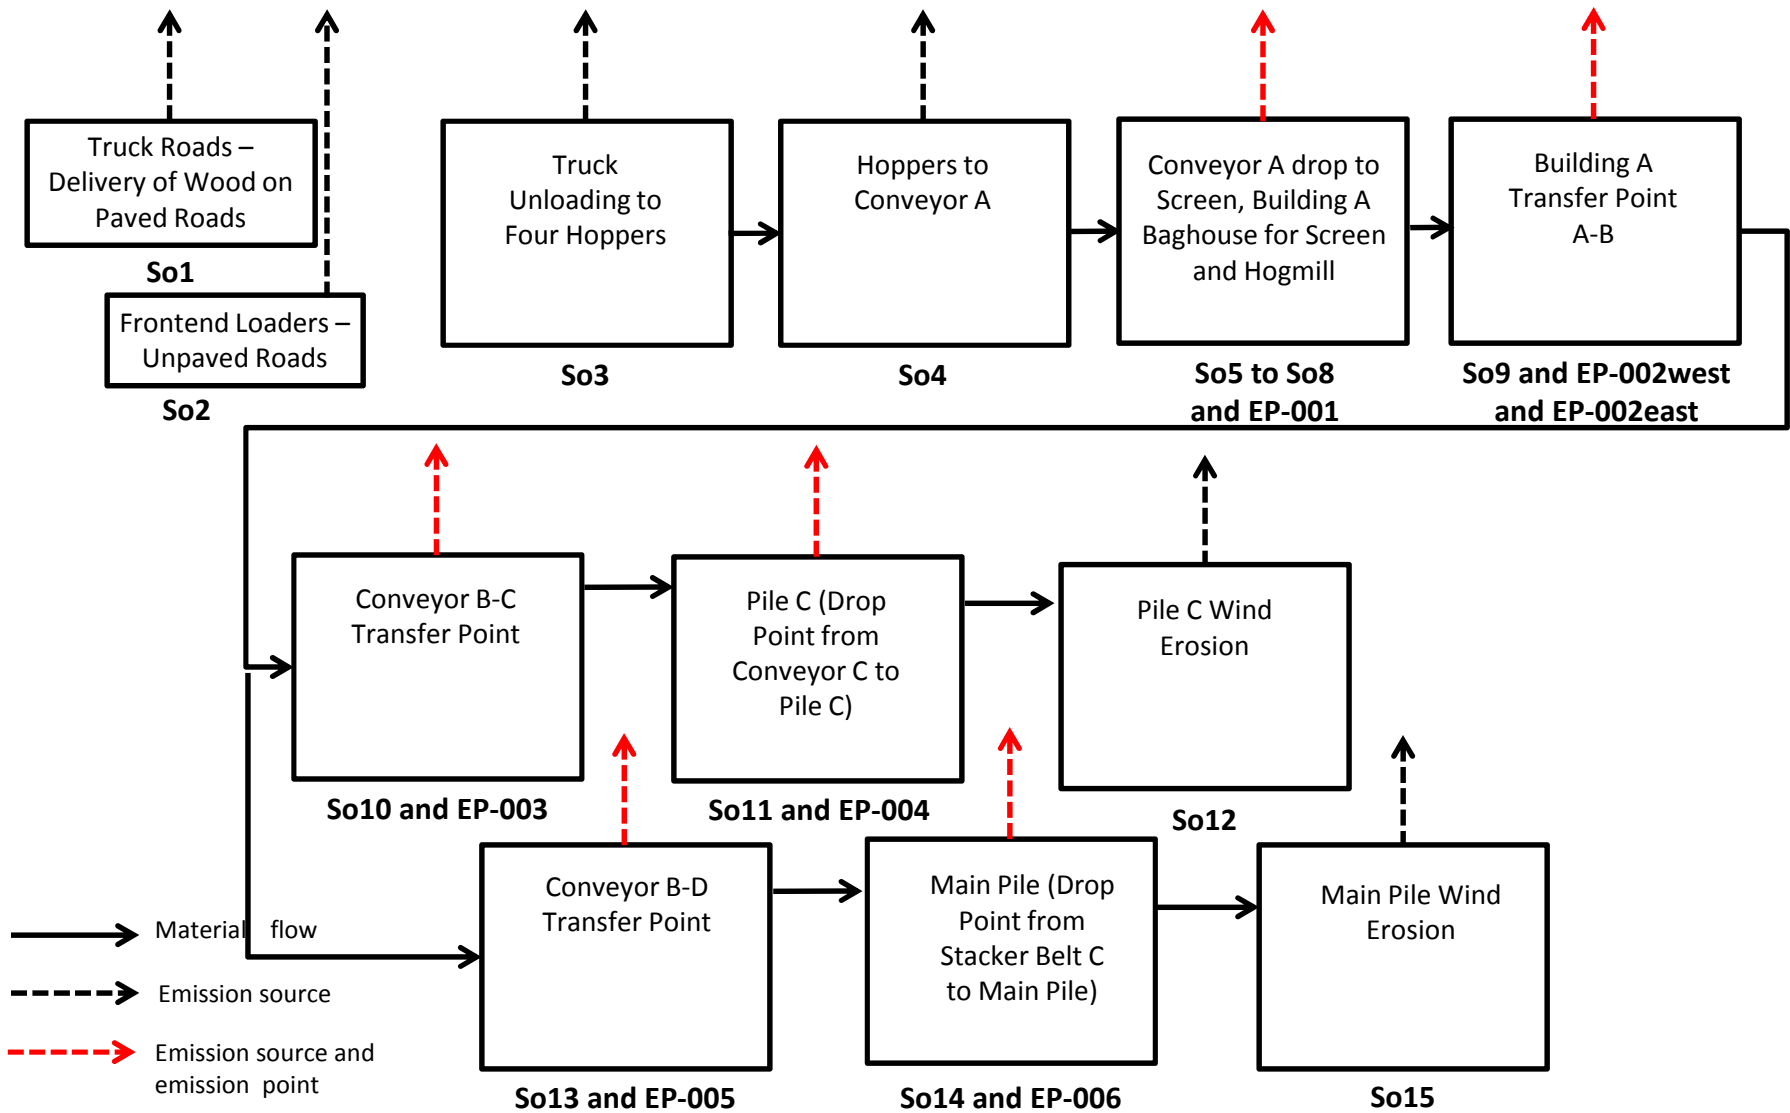 Truck Roads –
Delivery of Wood on
Paved Roads
So1
Frontend Loaders –
Unpaved Roads
So2
Truck
Unloading to
Four Hoppers
So3
Hoppers to
Conveyor A
So4
Conveyor A drop to
Screen, Building A
Baghouse for Screen
and Hogmill
So5 to So8
and EP-001
Building A
Transfer Point
A-B
So9 and EP-002west
and EP-002east
Conveyor B-C
Transfer Point
So10 and EP-003
Pile C (Drop
Point from
Conveyor C to
Pile C)
So11 and EP-004
Pile C Wind
Erosion
So12
Conveyor B-D
Transfer Point
So13 and EP-005
Main Pile (Drop
Point from
Stacker Belt C
to Main Pile)
So14 and EP-006
Main Pile Wind
Erosion
So15
Material flow
Emission source
Emission source and
emission point